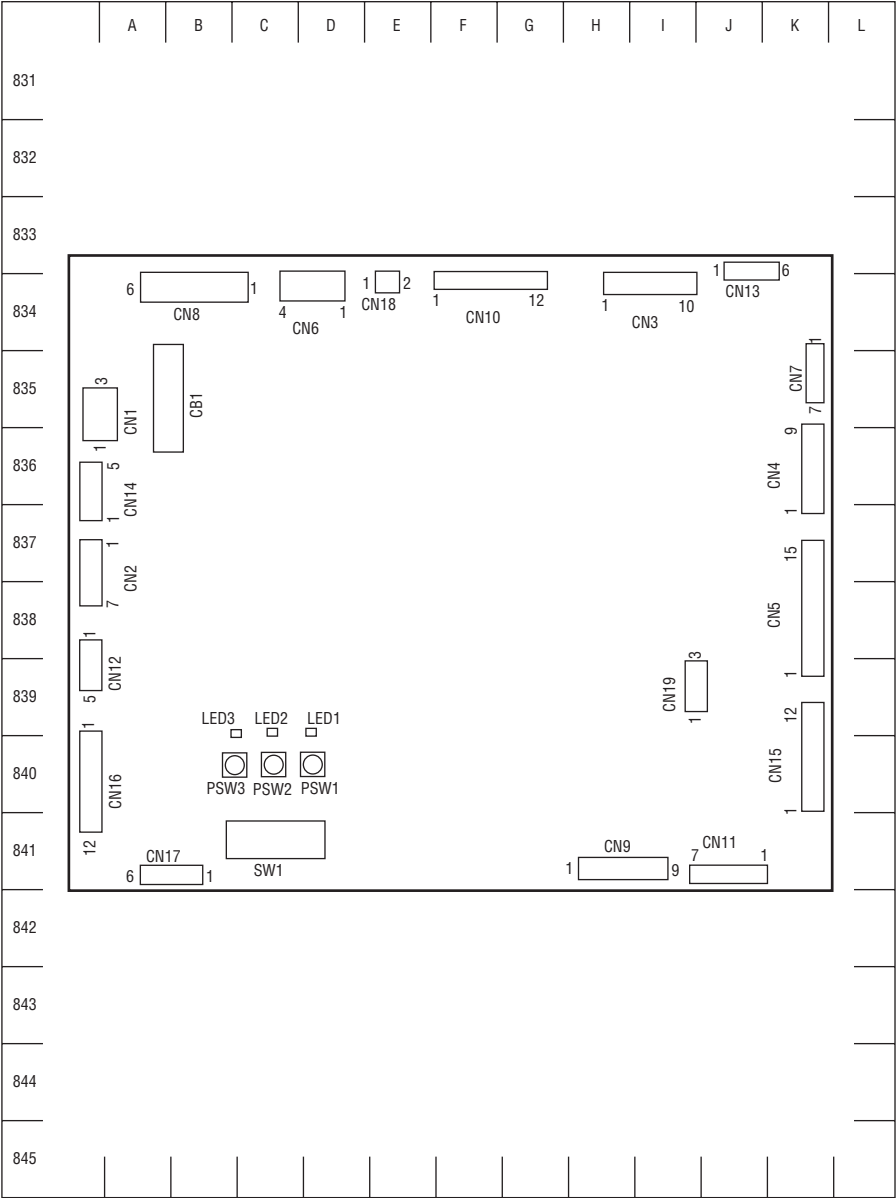 A B C D E F G H I J K L
831
832
833
1 6
CN13
6 1
CN8
4 1
CN6
1 2
CN18
1 12
CN10
1 10
CN3
834
1
CN7
7
835
3
CN1
1
CB1
9
CN4
1
836
5
CN14
1
837
1
CN2
7
15
CN5
1
838
1
CN12
5
3
CN19
1
839
LED3 LED2 LED1
12
CN15
1
1
CN16
12
840
PSW3 PSW2 PSW1
841
CN17
6 1
SW1
CN9
1 9
CN11
7 1
842
843
844
845